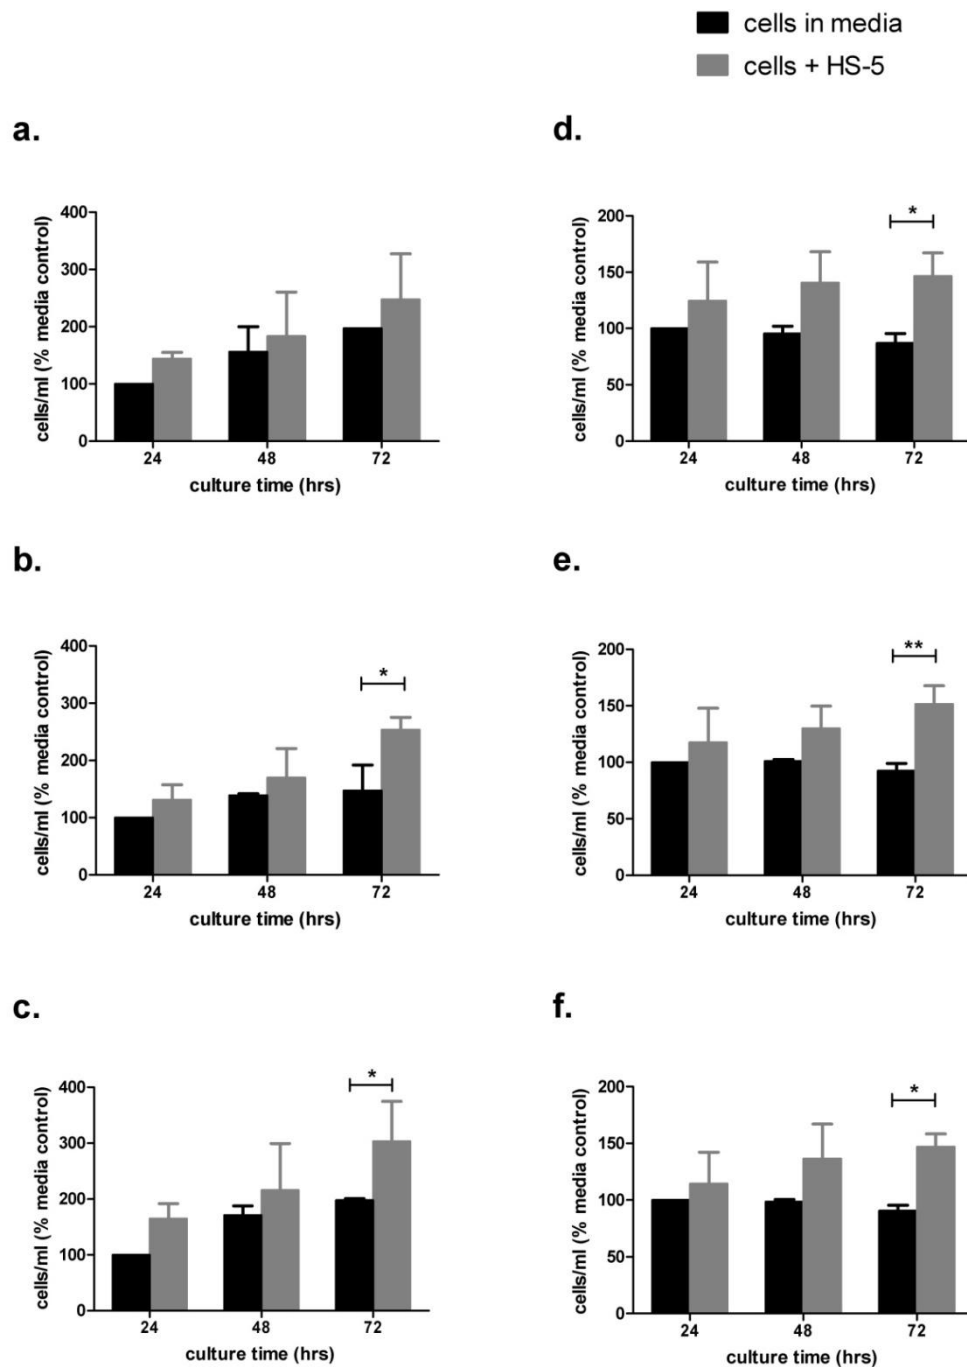 cells in media
cells + HS-5
a.
cells/ml (% media control)
400
300
200
100
0
24 48 72
culture time (hrs)
d.
cells/ml (% media control)
200
150
100
50
0
*
24 48 72
culture time (hrs)
b.
cells/ml (% media control)
400
300
200
100
0
*
24 48 72
culture time (hrs)
e.
cells/ml (% media control)
200
150
100
50
0
**
24 48 72
culture time (hrs)
c.
cells/ml (% media control)
400
300
200
100
0
*
24 48 72
culture time (hrs)
f.
cells/ml (% media control)
200
150
100
50
0
*
24 48 72
culture time (hrs)